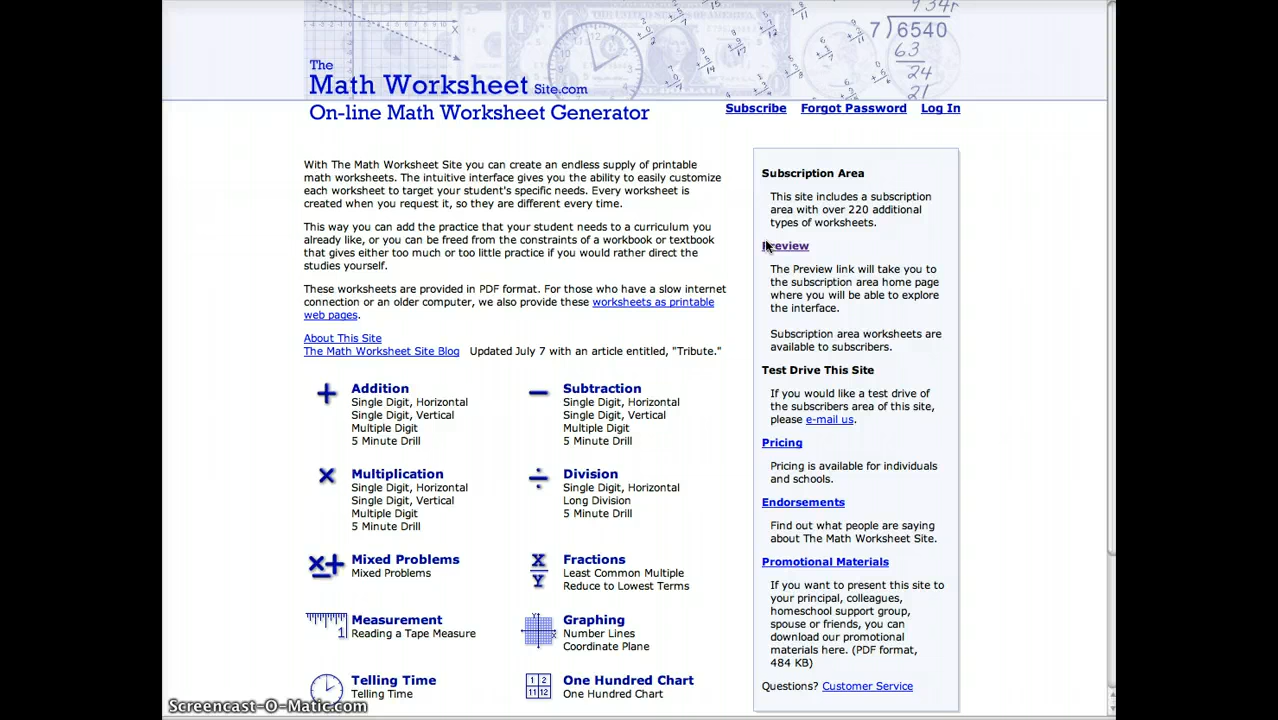 7)6540
63
24
21
The
Math Worksheet Site.com
On-line Math Worksheet Generator
Subscribe Forgot Password Log In
With The Math Worksheet Site you can create an endless supply of printable
math worksheets. The intuitive interface gives you the ability to easily customize
each worksheet to target your student's specific needs. Every worksheet is
created when you request it, so they are different every time.
This way you can add the practice that your student needs to a curriculum you
already like, or you can be freed from the constraints of a workbook or textbook
that gives either too much or too little practice if you would rather direct the
studies yourself.
These worksheets are provided in PDF format. For those who have a slow internet
connection or an older computer, we also provide these worksheets as printable
web pages.
About This Site
The Math Worksheet Site Blog Updated July 7 with an article entitled, "Tribute."
Addition
Single Digit, Horizontal
Single Digit, Vertical
Multiple Digit
5 Minute Drill
Subtraction
Single Digit, Horizontal
Single Digit, Vertical
Multiple Digit
5 Minute Drill
Multiplication
Single Digit, Horizontal
Single Digit, Vertical
Multiple Digit
5 Minute Drill
Division
Single Digit, Horizontal
Long Division
5 Minute Drill
Mixed Problems
Mixed Problems
X
Y
Fractions
Least Common Multiple
Reduce to Lowest Terms
1
Measurement
Reading a Tape Measure
Graphing
Number Lines
Coordinate Plane
Telling Time
Telling Time
1 2
11 12
One Hundred Chart
One Hundred Chart
Subscription Area
This site includes a subscription
area with over 220 additional
types of worksheets.
Preview
The Preview link will take you to
the subscription area home page
where you will be able to explore
the interface.
Subscription area worksheets are
available to subscribers.
Test Drive This Site
If you would like a test drive of
the subscribers area of this site,
please e-mail us.
Pricing
Pricing is available for individuals
and schools.
Endorsements
Find out what people are saying
about The Math Worksheet Site.
Promotional Materials
If you want to present this site to
your principal, colleagues,
homeschool support group,
spouse or friends, you can
download our promotional
materials here. (PDF format,
484 KB)
Questions? Customer Service
Screencast-O-Matic.com